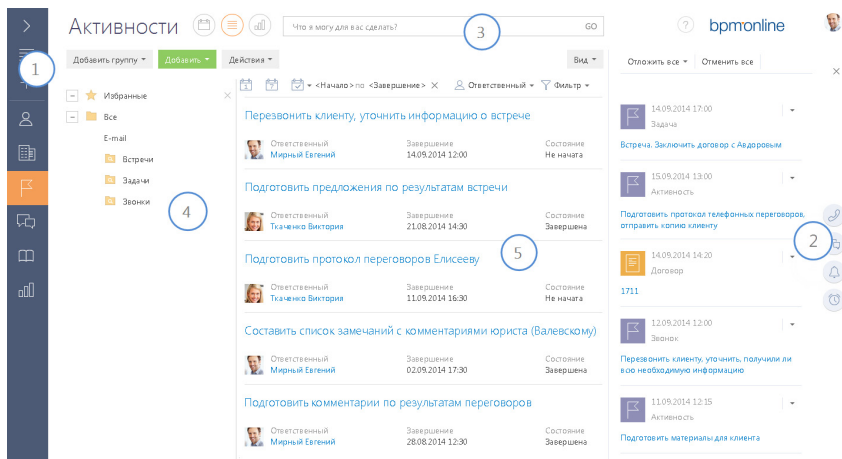 Активности
Что я могу для вас сделать?
GO
3
?
bpmonline
1
Добавить группу
Добавить
Действия
Вид
Отложить все
Отменить все
Избранные
Все
E-mail
Встречи
Задачи
Звонки
4
<Начало> по <Завершение>
Ответственный
Фильтр
Перезвонить клиенту, уточнить информацию о встрече
Ответственный
Завершение
Состояние
Мирный Евгений
14.09.2014 12:00
Не начата
Подготовить предложения по результатам встречи
Ответственный
Завершение
Состояние
Ткаченко Виктория
21.08.2014 14:30
Завершена
5
Подготовить протокол переговоров Елисееву
Ответственный
Завершение
Состояние
Ткаченко Виктория
11.09.2014 16:30
Не начата
Составить список замечаний с комментариями юриста (Валевскому)
Ответственный
Завершение
Состояние
Мирный Евгений
02.09.2014 17:30
Завершена
Подготовить комментарии по результатам переговоров
Ответственный
Завершение
Состояние
Мирный Евгений
28.08.2014 12:30
Завершена
14.09.2014 17:00
Задача
Встреча. Заключить договор с Авдоровым
15.09.2014 13:00
Активность
Подготовить протокол телефонных переговоров,
отправить копию клиенту
2
14.09.2014 14:20
Договор
1711
12.09.2014 12:00
Звонок
Перезвонить клиенту, уточнить, получили ли
всю необходимую информацию
11.09.2014 12:15
Активность
Подготовить материалы для клиента